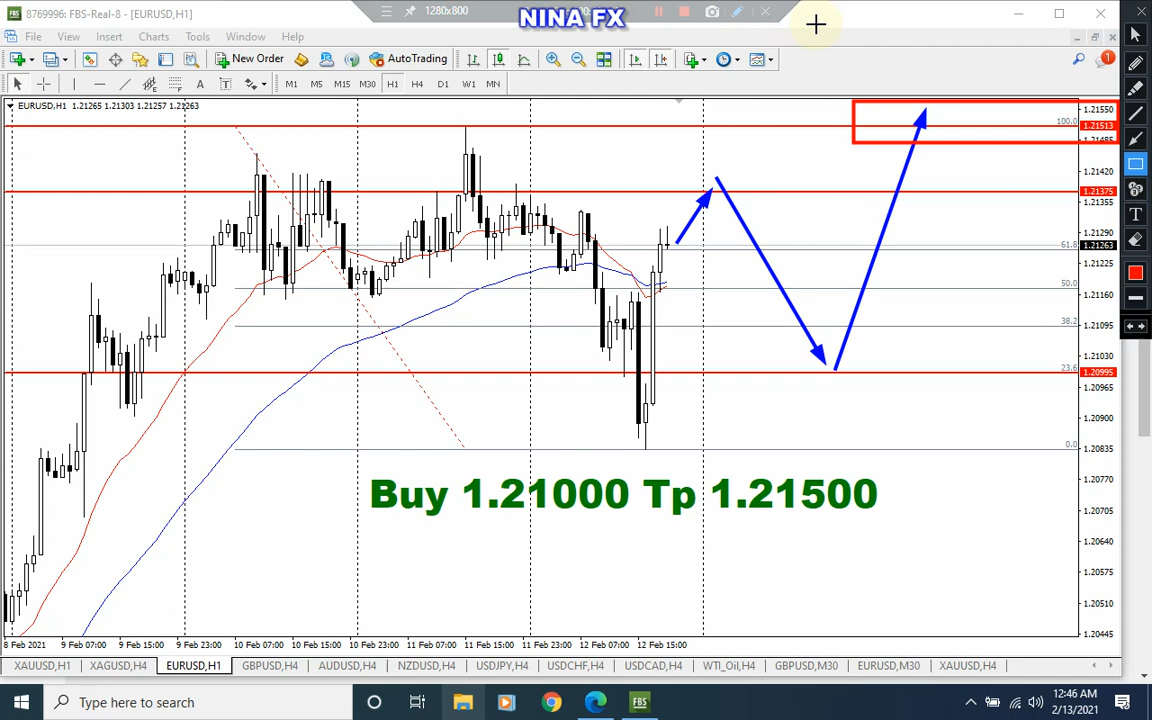 8769996: FBS-Real-8 - [EURUSD,H1]
1280x800
NINA FX
File View Insert Charts Tools Window Help
New Order AutoTrading
1
A T M1 M5 M15 M30 H1 H4 D1 W1 MN
T
EURUSD,H1 1.21265 1.21303 1.21257 1.21263
1.21550
100.0 1.21513
1.21485
1.21420
1.21375
1.21355
1.21290
61.8 1.21263
1.21225
50.0
1.21160
38.2 1.21095
1.21030
23.6 1.20995
1.20965
1.20900
0.0 1.20835
1.20770
Buy 1.21000 Tp 1.21500
1.20705
1.20640
1.20575
1.20510
1.20445
8 Feb 2021 9 Feb 07:00 9 Feb 15:00 9 Feb 23:00 10 Feb 07:00 10 Feb 15:00 10 Feb 23:00 11 Feb 07:00 11 Feb 15:00 11 Feb 23:00 12 Feb 07:00 12 Feb 15:00
XAUUSD,H1 XAGUSD,H4 EURUSD,H1 GBPUSD,H4 AUDUSD,H4 NZDUSD,H4 USDJPY,H4 USDCHF,H4 USDCAD,H4 WTI_Oil,H4 GBPUSD,M30 EURUSD,M30 XAUUSD,H4
Type here to search
FBS
12:46 AM
2/13/2021